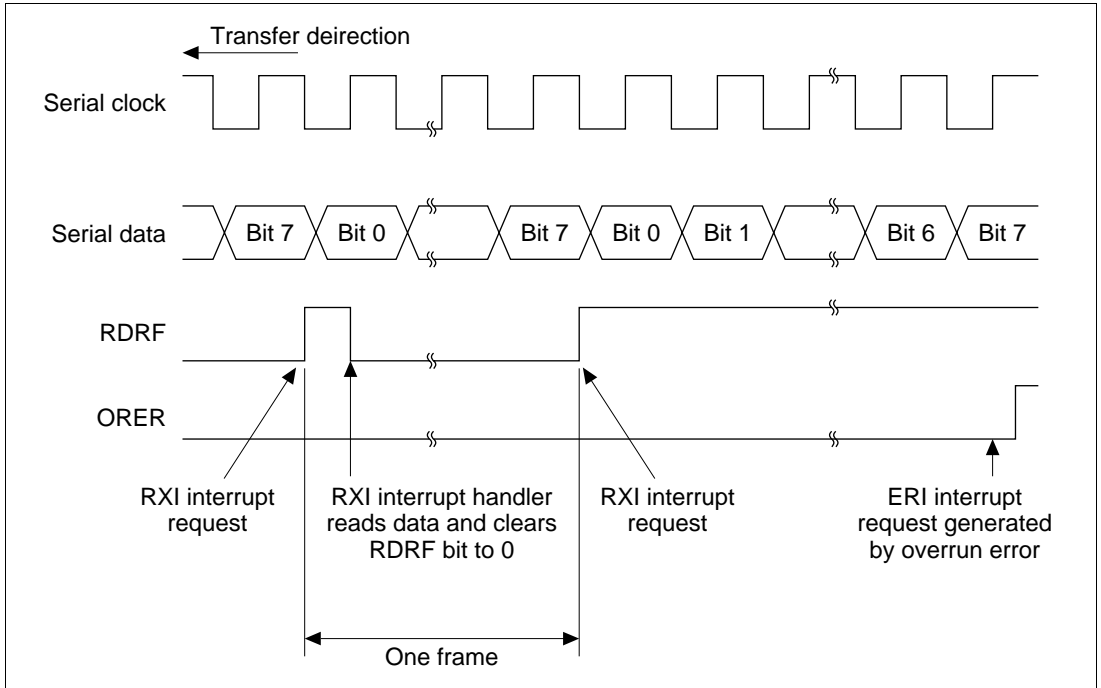 Transfer deirection
Serial clock
Serial data
Bit 7
Bit 0
Bit 7
Bit 0
Bit 1
Bit 6
Bit 7
RDRF
ORER
RXI interrupt
request
RXI interrupt handler
reads data and clears
RDRF bit to 0
RXI interrupt
request
ERI interrupt
request generated
by overrun error
One frame